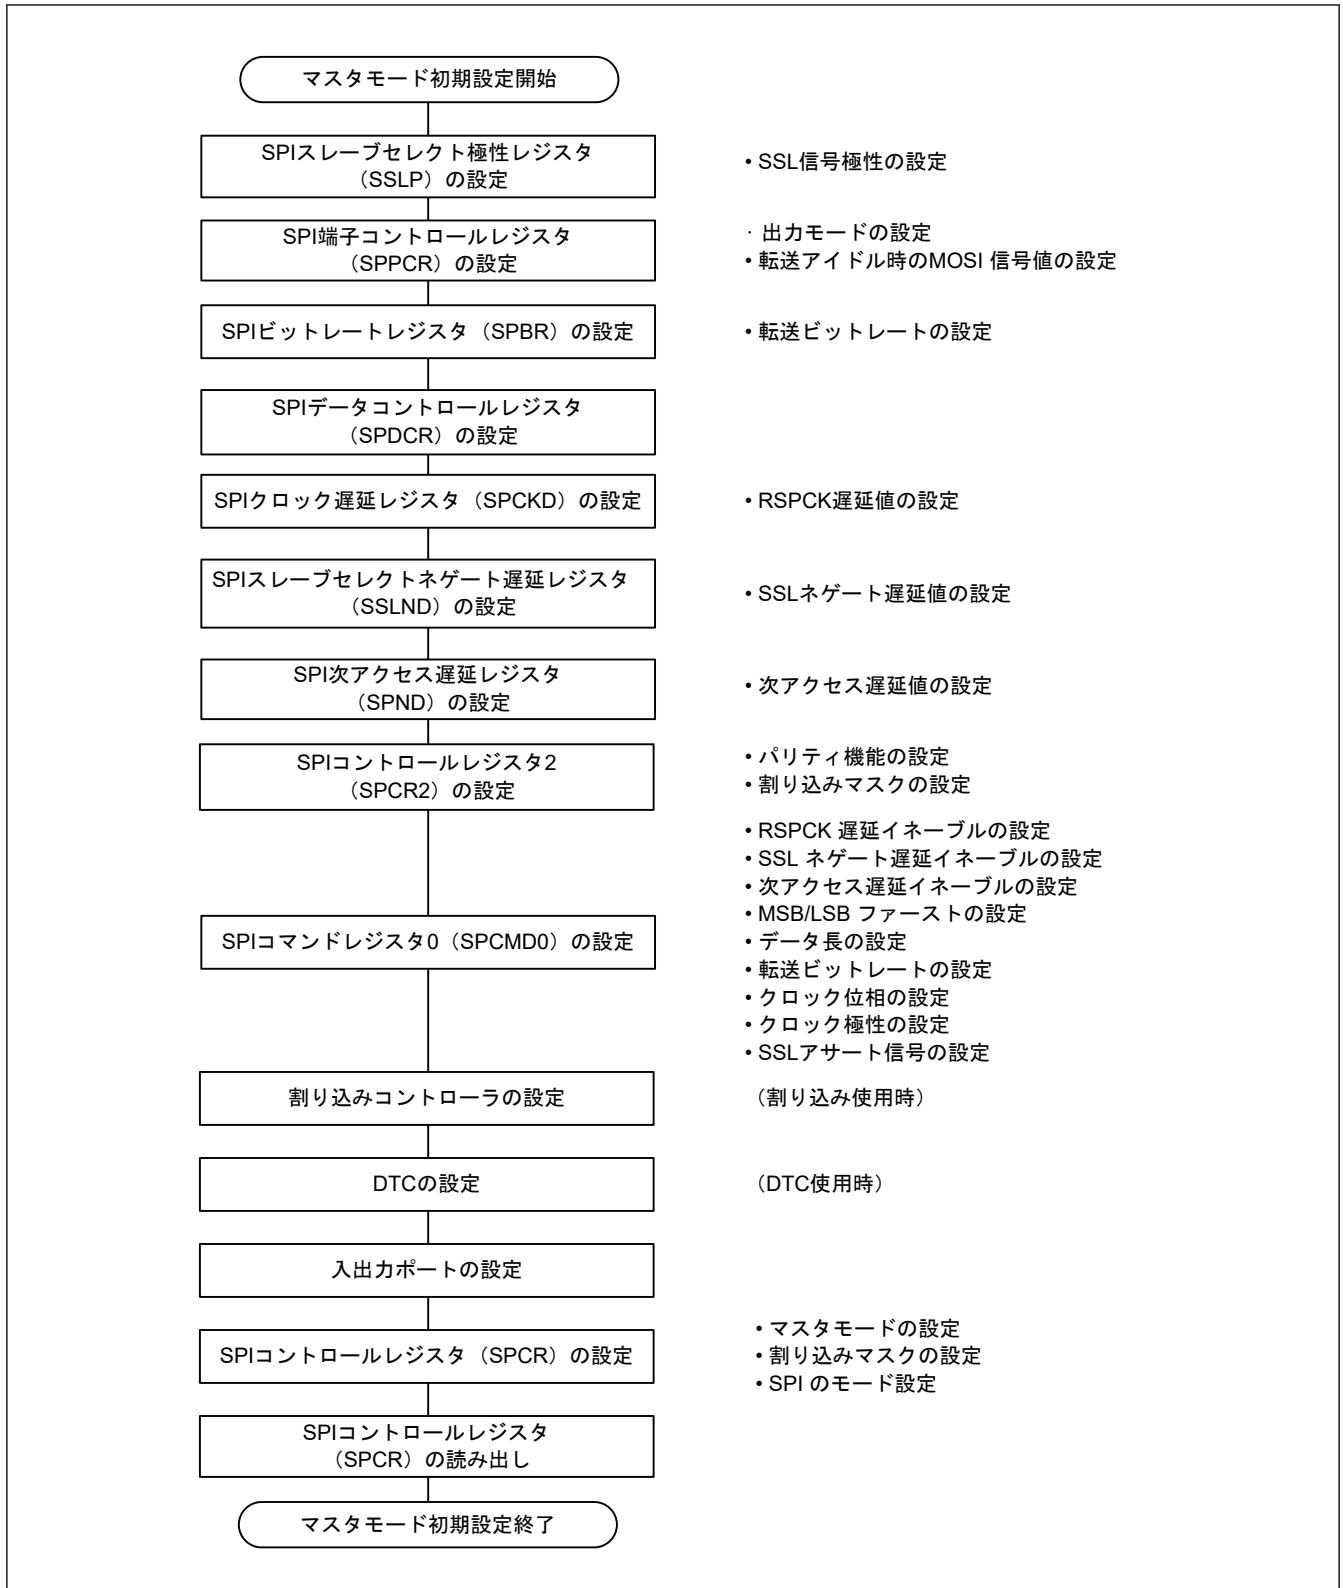 マスタモード初期設定開始
SPIスレーブセレクト極性レジスタ
（SSLP）の設定
• SSL信号極性の設定
SPI端子コントロールレジスタ
（SPPCR）の設定
· 出力モードの設定
• 転送アイドル時のMOSI 信号値の設定
SPIビットレートレジスタ（SPBR）の設定
• 転送ビットレートの設定
SPIデータコントロールレジスタ
（SPDCR）の設定
SPIクロック遅延レジスタ（SPCKD）の設定
• RSPCK遅延値の設定
SPIスレーブセレクトネゲート遅延レジスタ
（SSLND）の設定
• SSLネゲート遅延値の設定
SPI次アクセス遅延レジスタ
（SPND）の設定
• 次アクセス遅延値の設定
SPIコントロールレジスタ2
（SPCR2）の設定
• パリティ機能の設定
• 割り込みマスクの設定
SPIコマンドレジスタ0（SPCMD0）の設定
• RSPCK 遅延イネーブルの設定
• SSL ネゲート遅延イネーブルの設定
• 次アクセス遅延イネーブルの設定
• MSB/LSB ファーストの設定
• データ長の設定
• 転送ビットレートの設定
• クロック位相の設定
• クロック極性の設定
• SSLアサート信号の設定
割り込みコントローラの設定
（割り込み使用時）
DTCの設定
（DTC使用時）
入出力ポートの設定
SPIコントロールレジスタ（SPCR）の設定
• マスタモードの設定
• 割り込みマスクの設定
• SPI のモード設定
SPIコントロールレジスタ
（SPCR）の読み出し
マスタモード初期設定終了